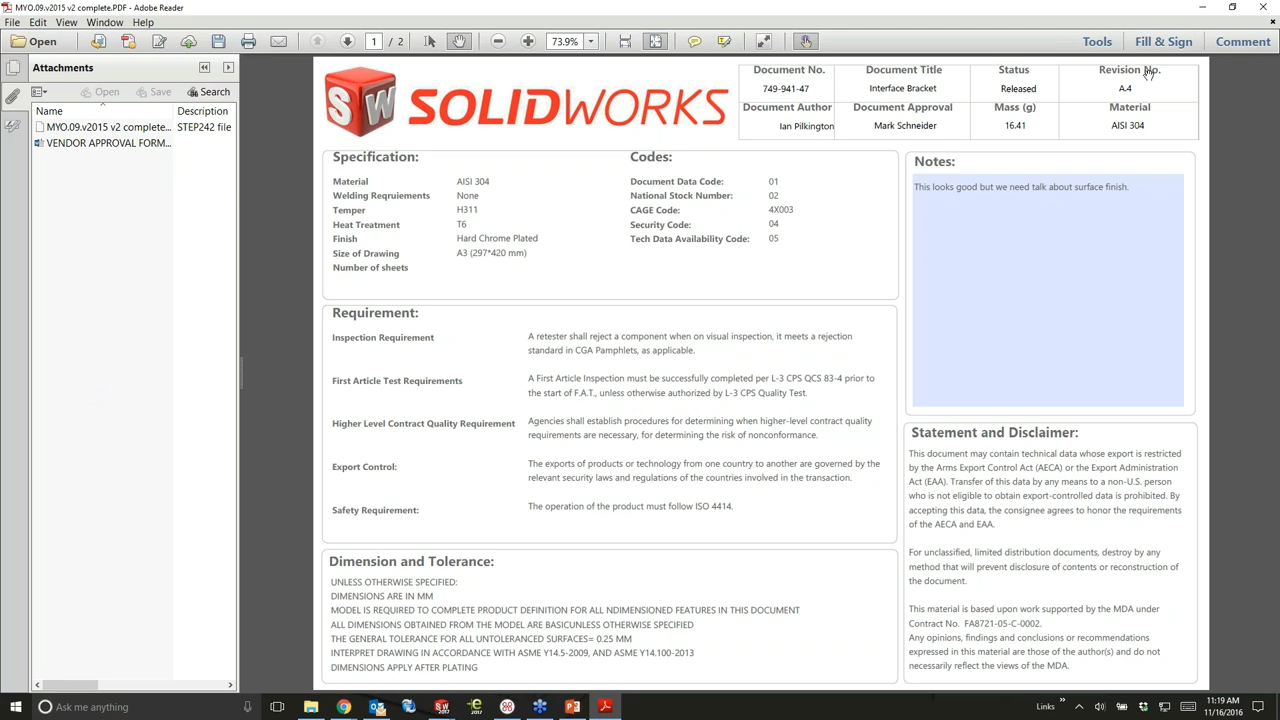 MYO.09.v2015 v2 complete.PDF - Adobe Reader
File Edit View Window Help
Open 1 / 2 73.9% Tools Fill & Sign Comment
Attachments
Open Save Search
Name Description
MYO.09.v2015 v2 complete... STEP242 file
VENDOR APPROVAL FORM...
SW SOLIDWORKS
Document No. Document Title Status Revision No.
749-941-47 Interface Bracket Released A.4
Document Author Document Approval Mass (g) Material
Ian Pilkington Mark Schneider 16.41 AISI 304
Specification:
Material AISI 304
Welding Reqruiements None
Temper H311
Heat Treatment T6
Finish Hard Chrome Plated
Size of Drawing A3 (297*420 mm)
Number of sheets
Codes:
Document Data Code: 01
National Stock Number: 02
CAGE Code: 4X003
Security Code: 04
Tech Data Availability Code: 05
Notes:
This looks good but we need talk about surface finish.
Requirement:
Inspection Requirement A retester shall reject a component when on visual inspection, it meets a rejection
standard in CGA Pamphlets, as applicable.
First Article Test Requirements A First Article Inspection must be successfully completed per L-3 CPS QCS 83-4 prior to
the start of F.A.T., unless otherwise authorized by L-3 CPS Quality Test.
Higher Level Contract Quality Requirement Agencies shall establish procedures for determining when higher-level contract quality
requirements are necessary, for determining the risk of nonconformance.
Export Control: The exports of products or technology from one country to another are governed by the
relevant security laws and regulations of the countries involved in the transaction.
Safety Requirement: The operation of the product must follow ISO 4414.
Statement and Disclaimer:
This document may contain technical data whose export is restricted
by the Arms Export Control Act (AECA) or the Export Administration
Act (EAA). Transfer of this data by any means to a non-U.S. person
who is not eligible to obtain export-controlled data is prohibited. By
accepting this data, the consignee agrees to honor the requirements
of the AECA and EAA.
For unclassified, limited distribution documents, destroy by any
method that will prevent disclosure of contents or reconstruction of
the document.
This material is based upon work supported by the MDA under
Contract No. FA8721-05-C-0002.
Any opinions, findings and conclusions or recommendations
expressed in this material are those of the author(s) and do not
necessarily reflect the views of the MDA.
Dimension and Tolerance:
UNLESS OTHERWISE SPECIFIED:
DIMENSIONS ARE IN MM
MODEL IS REQUIRED TO COMPLETE PRODUCT DEFINITION FOR ALL NDIMENSIONED FEATURES IN THIS DOCUMENT
ALL DIMENSIONS OBTAINED FROM THE MODEL ARE BASICUNLESS OTHERWISE SPECIFIED
THE GENERAL TOLERANCE FOR ALL UNTOLERANCED SURFACES= 0.25 MM
INTERPRET DRAWING IN ACCORDANCE WITH ASME Y14.5-2009, AND ASME Y14.100-2013
DIMENSIONS APPLY AFTER PLATING
Ask me anything
Links
11:19 AM
11/16/2016